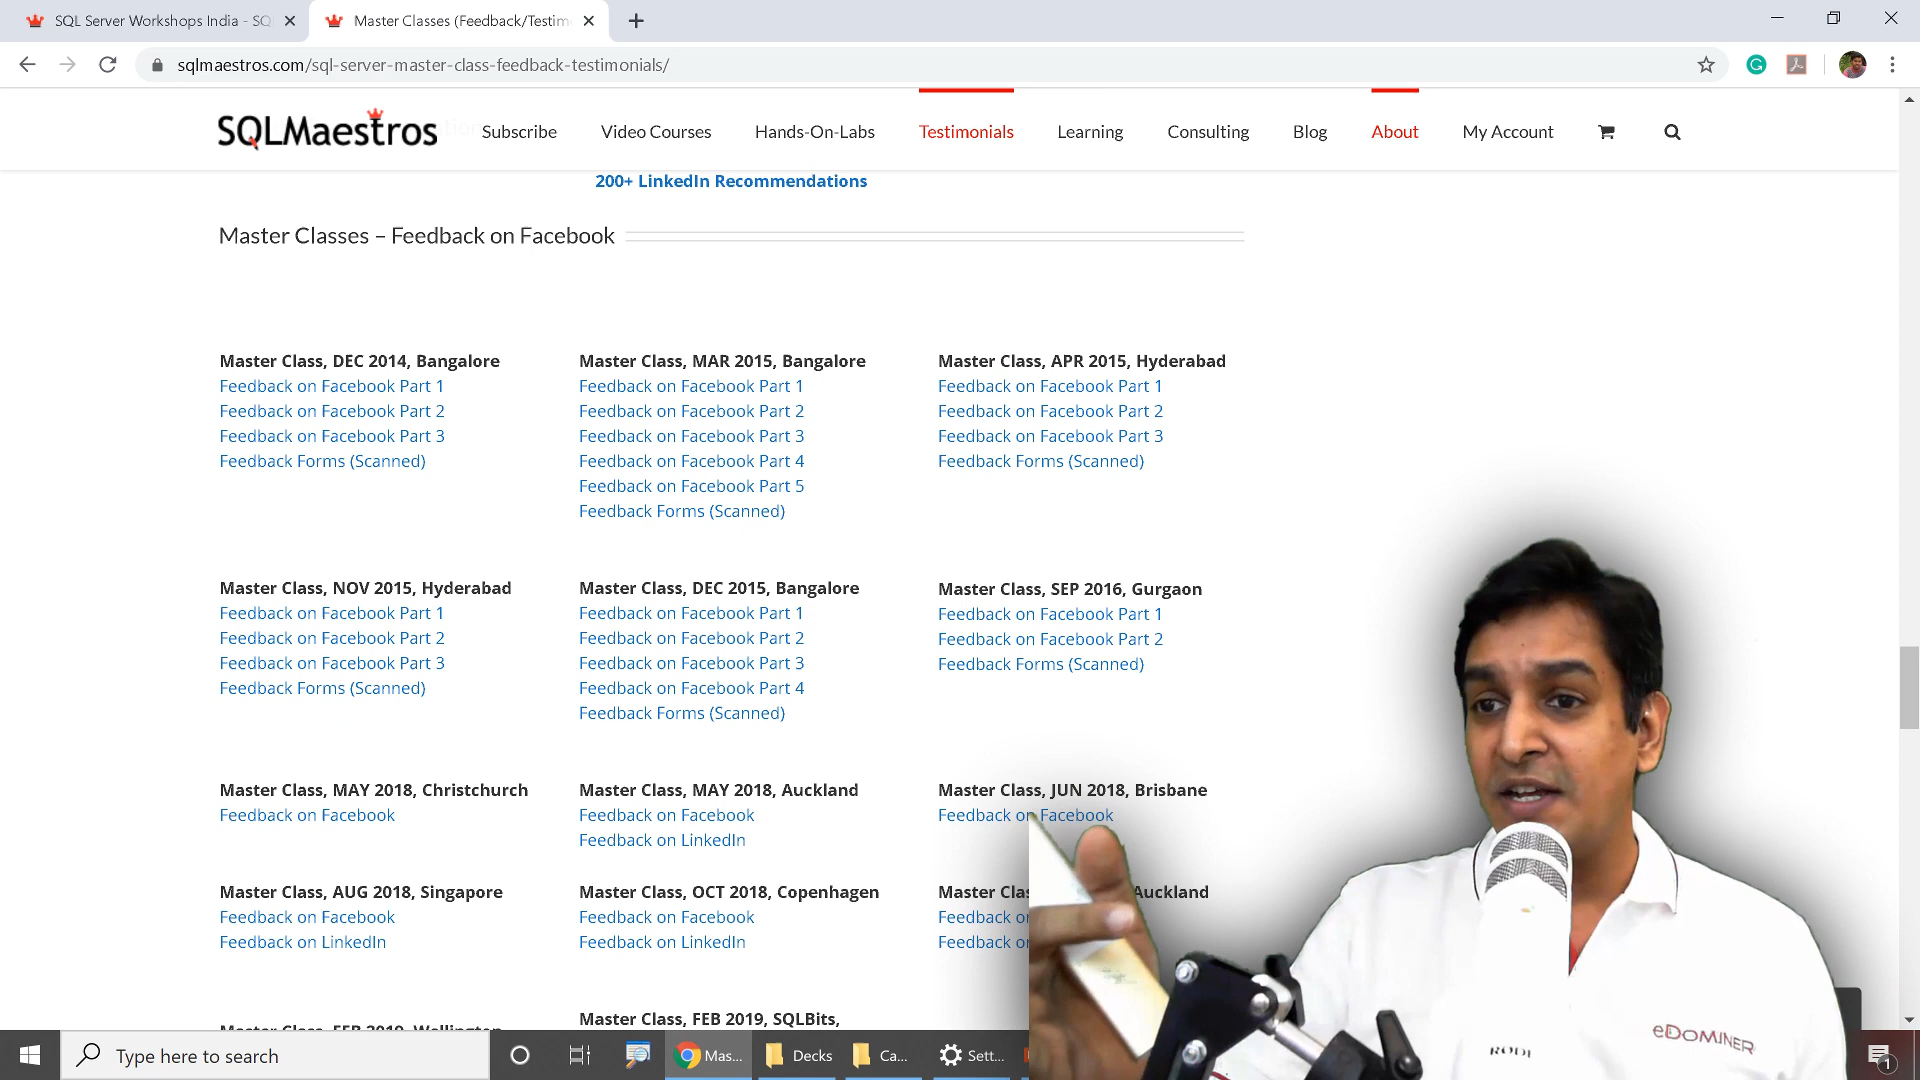 SQL Server Workshops India - SQ
Master Classes (Feedback/Testim
sqlmaestros.com/sql-server-master-class-feedback-testimonials/
SQLMaestros
Subscribe
Video Courses
Hands-On-Labs
Testimonials
Learning
Consulting
Blog
About
My Account
200+ LinkedIn Recommendations
Master Classes – Feedback on Facebook
Master Class, DEC 2014, Bangalore
Feedback on Facebook Part 1
Feedback on Facebook Part 2
Feedback on Facebook Part 3
Feedback Forms (Scanned)
Master Class, MAR 2015, Bangalore
Feedback on Facebook Part 1
Feedback on Facebook Part 2
Feedback on Facebook Part 3
Feedback on Facebook Part 4
Feedback on Facebook Part 5
Feedback Forms (Scanned)
Master Class, APR 2015, Hyderabad
Feedback on Facebook Part 1
Feedback on Facebook Part 2
Feedback on Facebook Part 3
Feedback Forms (Scanned)
Master Class, NOV 2015, Hyderabad
Feedback on Facebook Part 1
Feedback on Facebook Part 2
Feedback on Facebook Part 3
Feedback Forms (Scanned)
Master Class, DEC 2015, Bangalore
Feedback on Facebook Part 1
Feedback on Facebook Part 2
Feedback on Facebook Part 3
Feedback on Facebook Part 4
Feedback Forms (Scanned)
Master Class, SEP 2016, Gurgaon
Feedback on Facebook Part 1
Feedback on Facebook Part 2
Feedback Forms (Scanned)
Master Class, MAY 2018, Christchurch
Feedback on Facebook
Master Class, MAY 2018, Auckland
Feedback on Facebook
Feedback on LinkedIn
Master Class, JUN 2018, Brisbane
Feedback on Facebook
Master Class, AUG 2018, Singapore
Feedback on Facebook
Feedback on LinkedIn
Master Class, OCT 2018, Copenhagen
Feedback on Facebook
Feedback on LinkedIn
Master Auckland
Feedback
Feedback
Master Class, FEB 2019, Wellington
Master Class, FEB 2019, SQLBits,
Type here to search
Mas...
Decks
Ca...
Sett...
eDOMINER
1